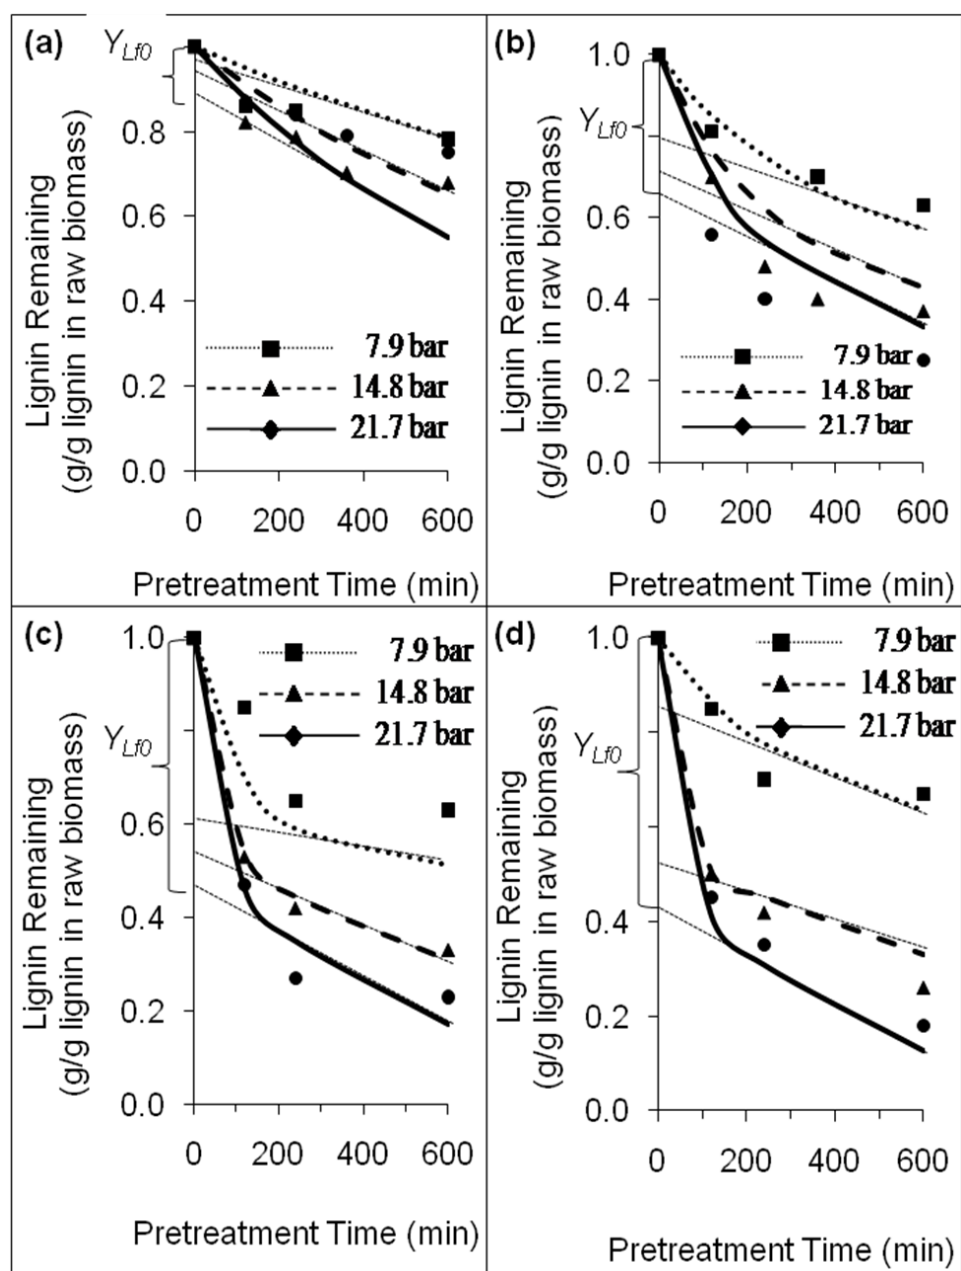 (a)
Y_Lf0
0.8
0.6
0.4
0.2
0.0
0 200 400 600
Lignin Remaining
(g/g lignin in raw biomass)
7.9 bar
14.8 bar
21.7 bar
Pretreatment Time (min)
(b)
1.0
Y_Lf0
0.6
0.4
0.2
0.0
0 200 400 600
Lignin Remaining
(g/g lignin in raw biomass)
7.9 bar
14.8 bar
21.7 bar
Pretreatment Time (min)
(c)
1.0
Y_Lf0
0.6
0.4
0.2
0.0
0 200 400 600
Lignin Remaining
(g/g lignin in raw biomass)
7.9 bar
14.8 bar
21.7 bar
Pretreatment Time (min)
(d)
1.0
Y_Lf0
0.4
0.2
0.0
0 200 400 600
Lignin Remaining
(g/g lignin in raw biomass)
7.9 bar
14.8 bar
21.7 bar
Pretreatment Time (min)